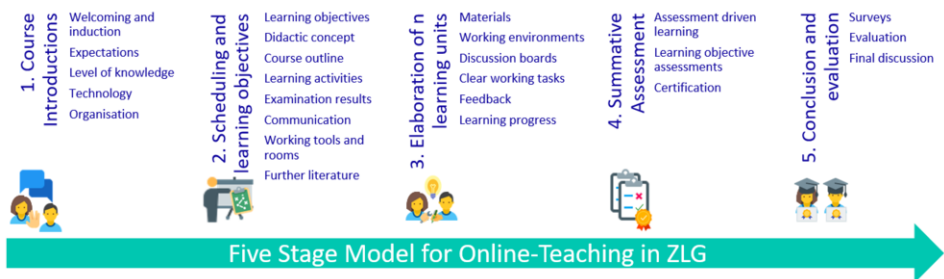 1. Course
Introductions
Welcoming and
induction
Expectations
Level of knowledge
Technology
Organisation
2. Scheduling and
learning objectives
Learning objectives
Didactic concept
Course outline
Learning activities
Examination results
Communication
Working tools and
rooms
Further literature
3. Elaboration of n
learning units
Materials
Working environments
Discussion boards
Clear working tasks
Feedback
Learning progress
4. Summative
Assessment
Assessment driven
learning
Learning objective
assessments
Certification
5. Conclusion and
evaluation
Surveys
Evaluation
Final discussion
Five Stage Model for Online-Teaching in ZLG